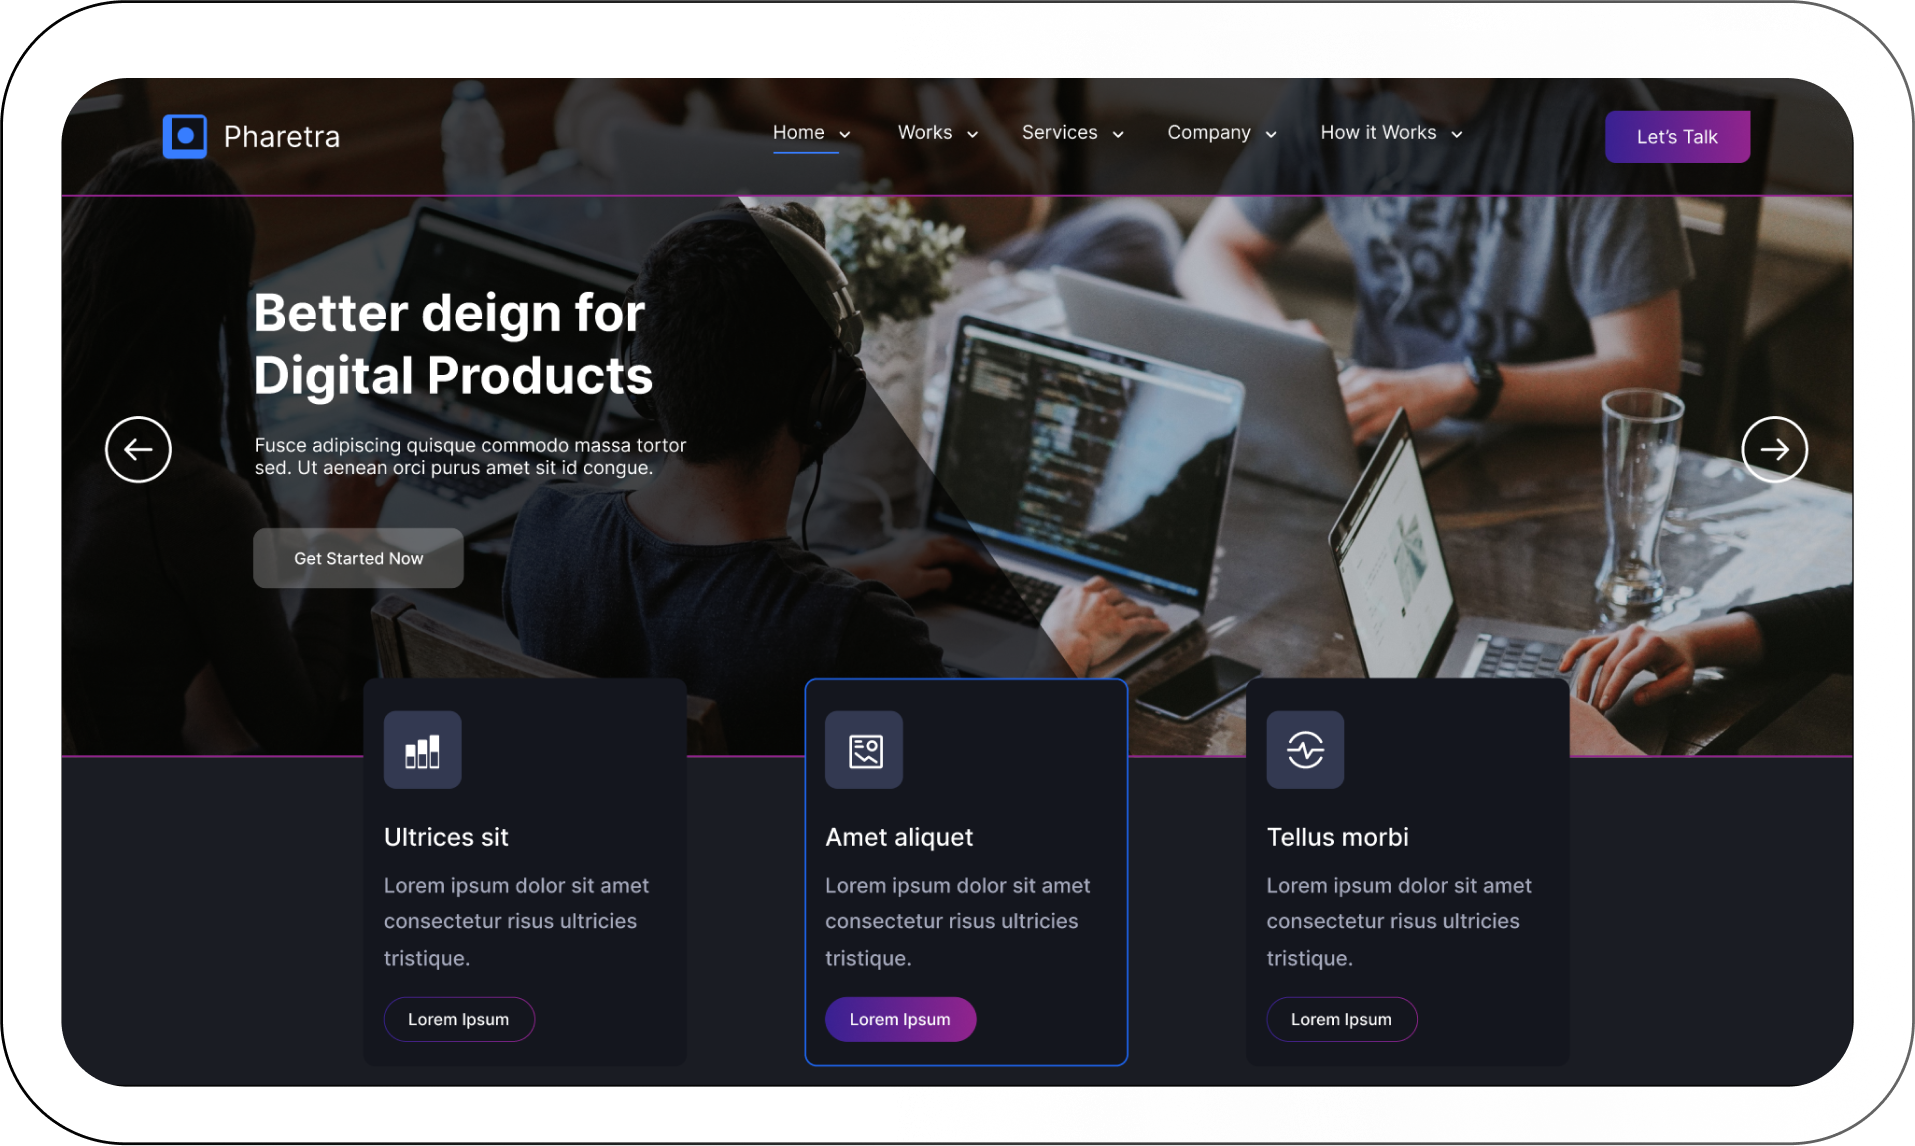 Pharetra
Home
Works
Services
Company
How it Works
Let's Talk
Better deign for
Digital Products
Fusce adipiscing quisque commodo massa tortor
sed. Ut aenean orci purus amet sit id congue.
Get Started Now
Ultrices sit
Lorem ipsum dolor sit amet
consectetur risus ultricies
tristique.
Lorem Ipsum
Amet aliquet
Lorem ipsum dolor sit amet
consectetur risus ultricies
tristique.
Lorem Ipsum
Tellus morbi
Lorem ipsum dolor sit amet
consectetur risus ultricies
tristique.
Lorem Ipsum